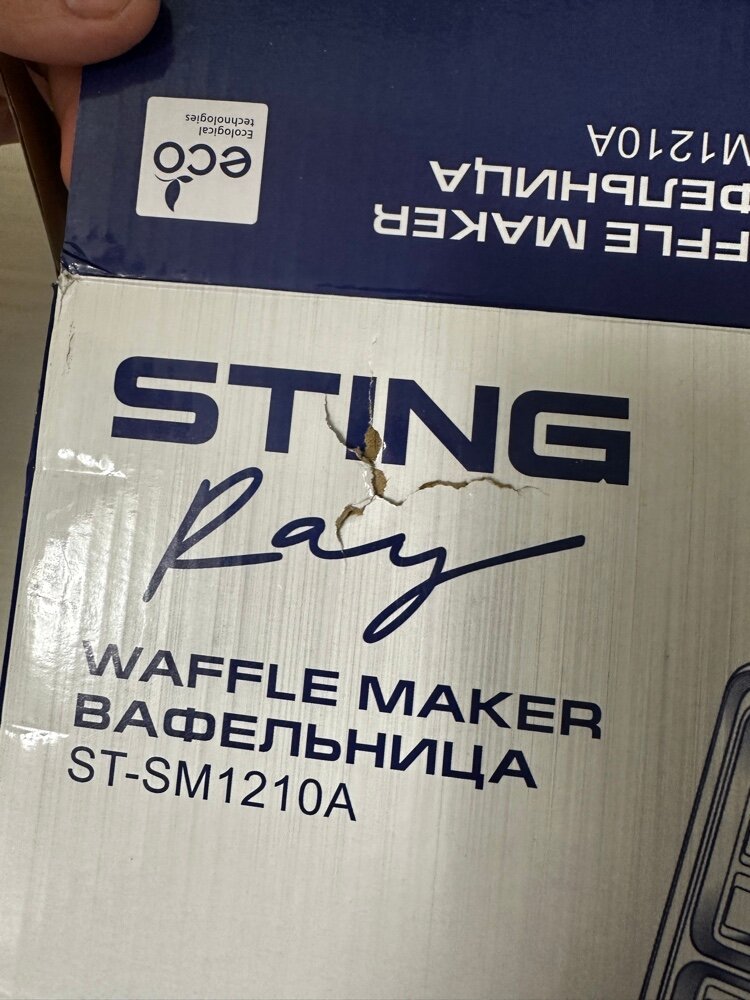 eco
Ecological
technologies
FFLE MAKER
ФЕЛЬНИЦА
M1210A
STING
Ray
WAFFLE MAKER
ВАФЕЛЬНИЦА
ST-SM1210A